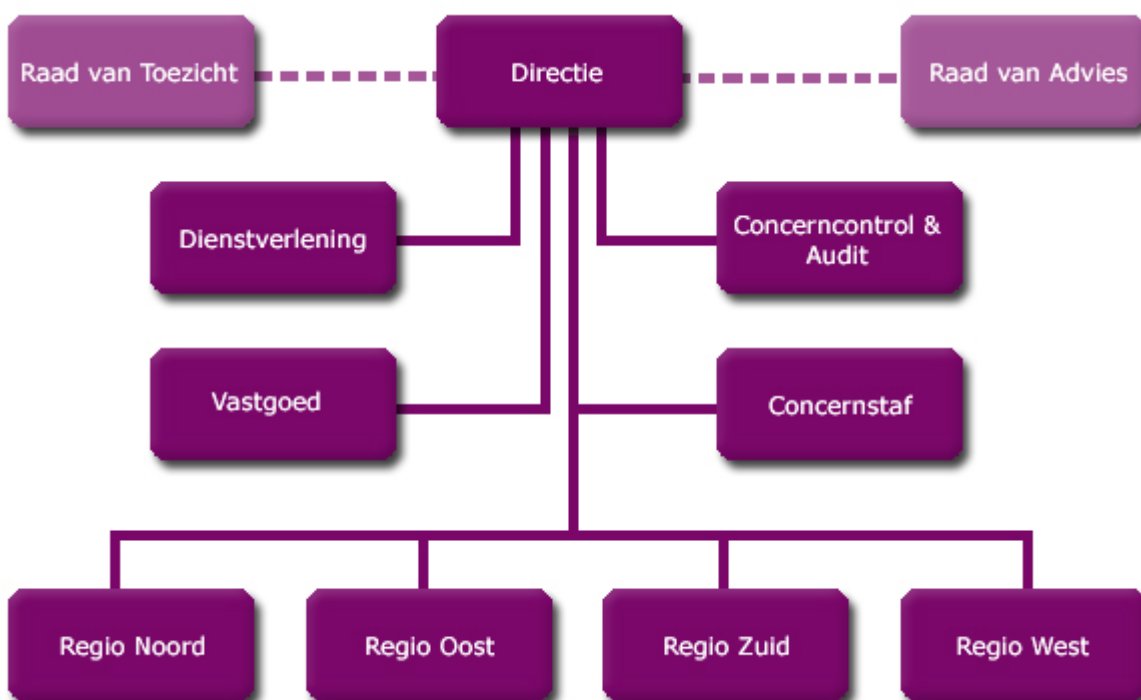 Raad van Toezicht
Directie
Raad van Advies
Dienstverlening
Concerncontrol &
Audit
Vastgoed
Concernstaf
Regio Noord
Regio Oost
Regio Zuid
Regio West